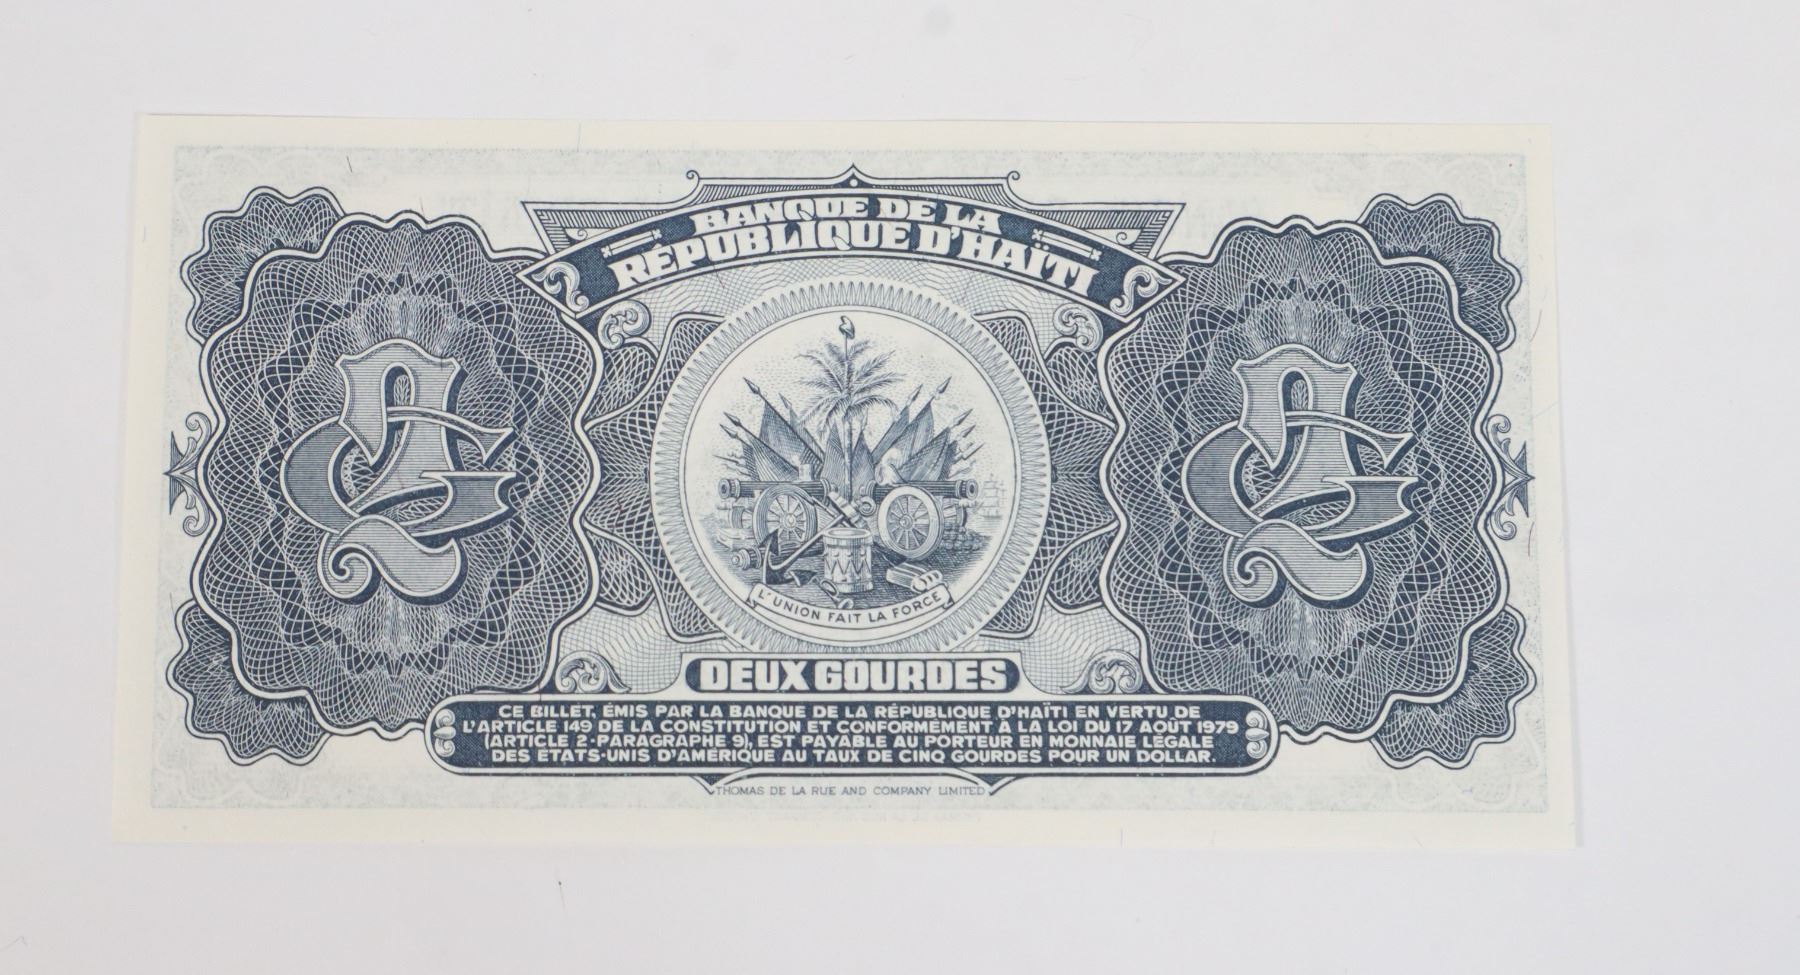 BANQUE DE LA
RÉPUBLIQUE D'HAÏTI
2G
2G
L'UNION FAIT LA FORCE
DEUX GOURDES
CE BILLET, ÉMIS PAR LA BANQUE DE LA RÉPUBLIQUE D'HAÏTI EN VERTU DE
L'ARTICLE 149 DE LA CONSTITUTION ET CONFORMÉMENT À LA LOI DU 17 AOÛT 1979
(ARTICLE 2-PARAGRAPHE 9), EST PAYABLE AU PORTEUR EN MONNAIE LÉGALE
DES ÉTATS-UNIS D'AMÉRIQUE AU TAUX DE CINQ GOURDES POUR UN DOLLAR.
THOMAS DE LA RUE AND COMPANY LIMITED